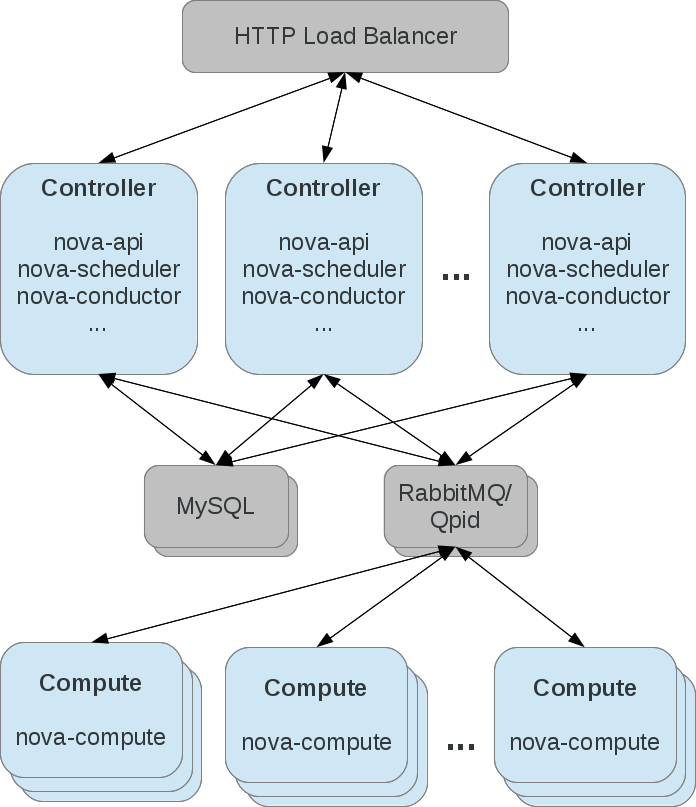 HTTP Load Balancer
Controller
nova-api
nova-scheduler
nova-conductor
...
Controller
nova-api
nova-scheduler
nova-conductor
...
...
Controller
nova-api
nova-scheduler
nova-conductor
...
MySQL
RabbitMQ/
Qpid
Compute
nova-compute
Compute
nova-compute
...
Compute
nova-compute